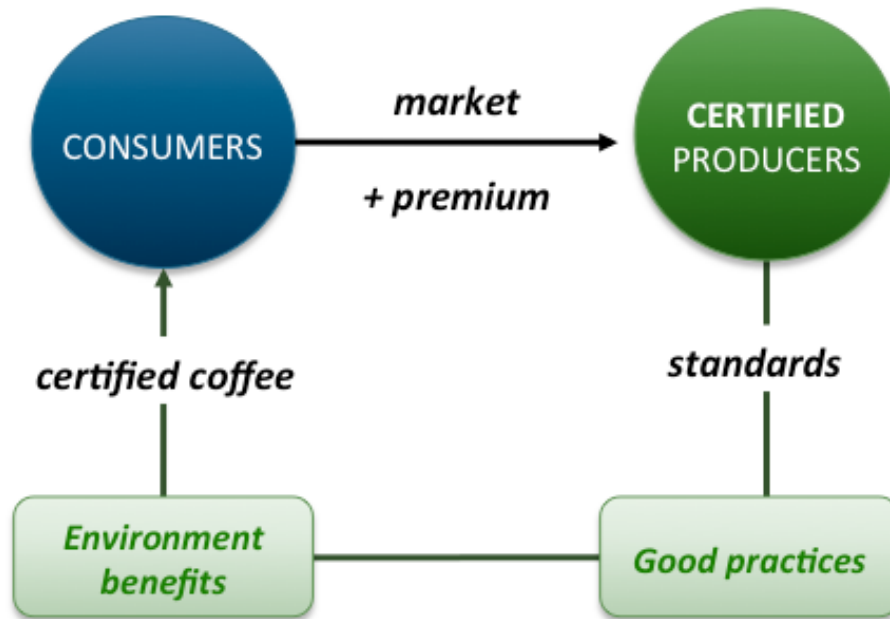 CONSUMERS
market
+ premium
CERTIFIED
PRODUCERS
certified coffee
standards
Environment
benefits
Good practices